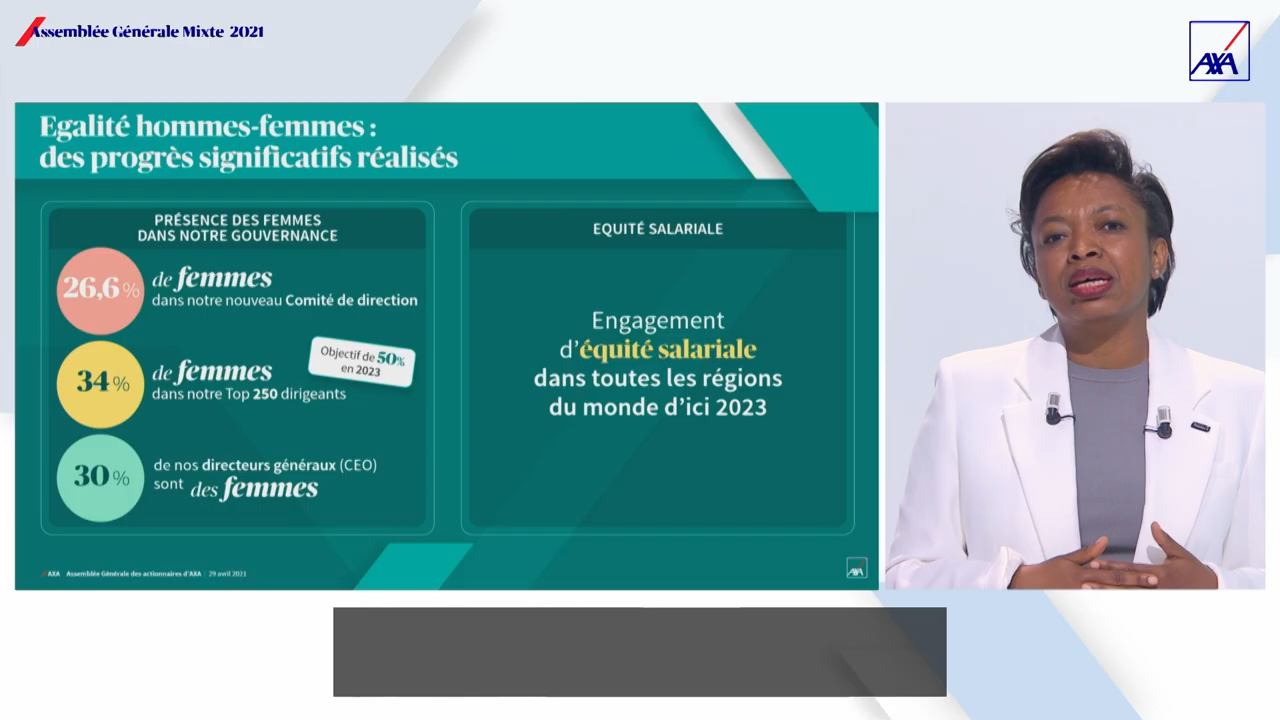 Assemblée Générale Mixte 2021
AXA
Egalité hommes-femmes :
des progrès significatifs réalisés
PRÉSENCE DES FEMMES
DANS NOTRE GOUVERNANCE
26,6 %
de femmes
dans notre nouveau Comité de direction
34 %
de femmes
dans notre Top 250 dirigeants
Objectif de 50%
en 2023
30 %
de nos directeurs généraux (CEO)
sont des femmes
EQUITÉ SALARIALE
Engagement
d'équité salariale
dans toutes les régions
du monde d'ici 2023
AXA Assemblée Générale des actionnaires d'AXA | 29 avril 2021
AXA